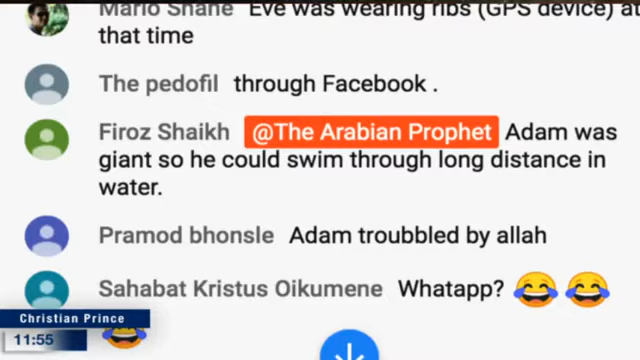 Mario Shane Eve was wearing ribs (GPS device) at
that time
The pedofil through Facebook .
Firoz Shaikh @The Arabian Prophet Adam was
giant so he could swim through long distance in
water.
Pramod bhonsle Adam troubbled by allah
Sahabat Kristus Oikumene Whatapp? 😂 😂
😂
Christian Prince
11:55